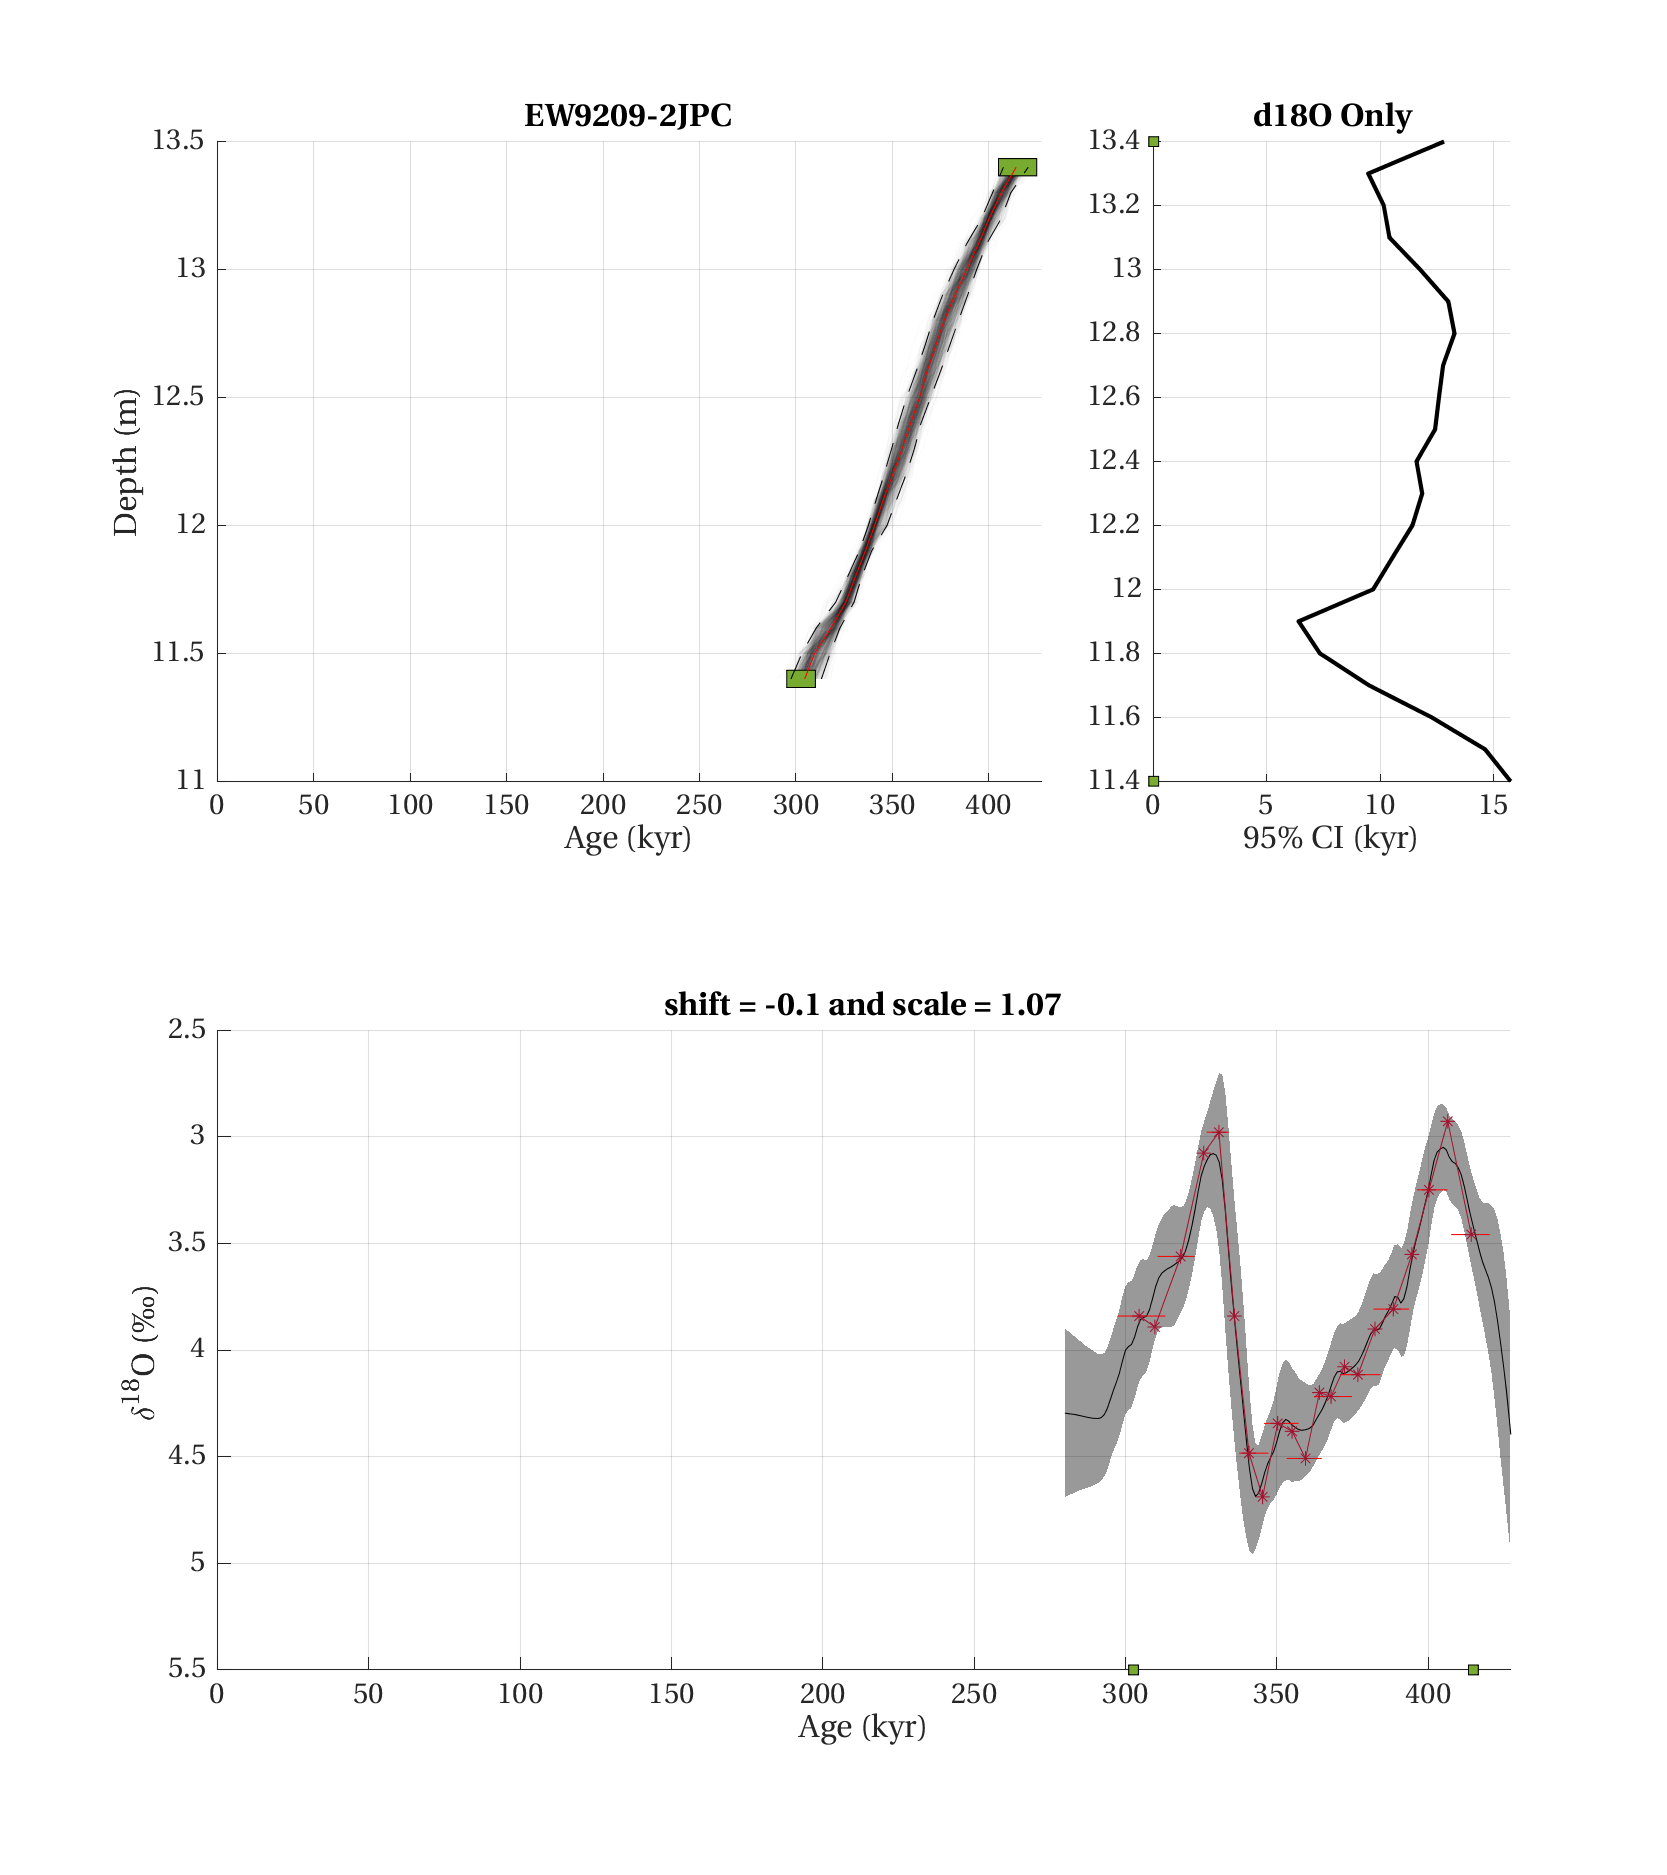 EW9209-2JPC
13.5
13
12.5
12
11.5
11
0 50 100 150 200 250 300 350 400
Age (kyr)
Depth (m)
d18O Only
13.4
13.2
13
12.8
12.6
12.4
12.2
12
11.8
11.6
11.4
0 5 10 15
95% CI (kyr)
shift = -0.1 and scale = 1.07
2.5
3
3.5
4
4.5
5
5.5
0 50 100 150 200 250 300 350 400
Age (kyr)
δ¹⁸O (‰)